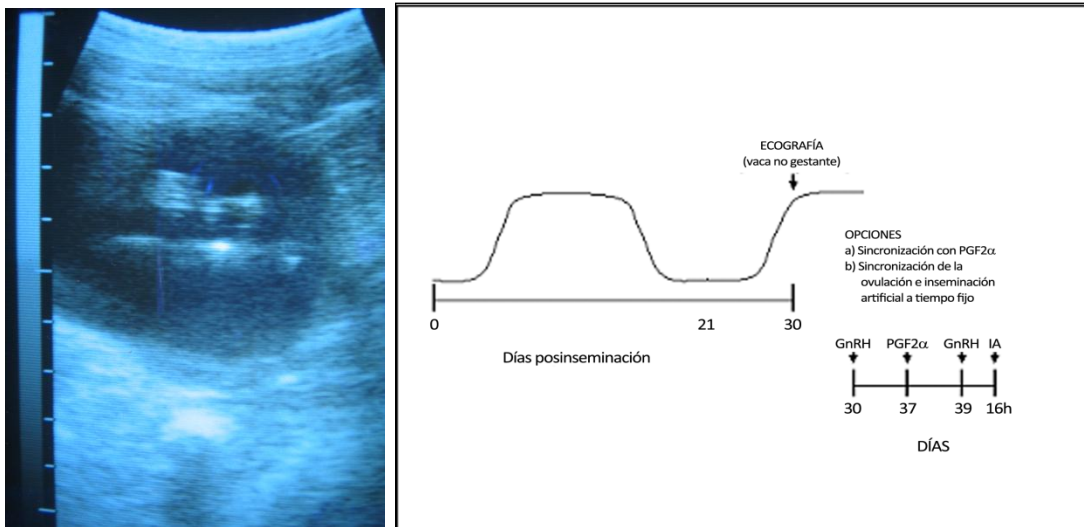 ECOGRAFÍA
(vaca no gestante)
OPCIONES
a) Sincronización con PGF2α
b) Sincronización de la
ovulación e inseminación
artificial a tiempo fijo
0
21
30
Días posinseminación
GnRH PGF2α GnRH IA
30 37 39 16h
DÍAS